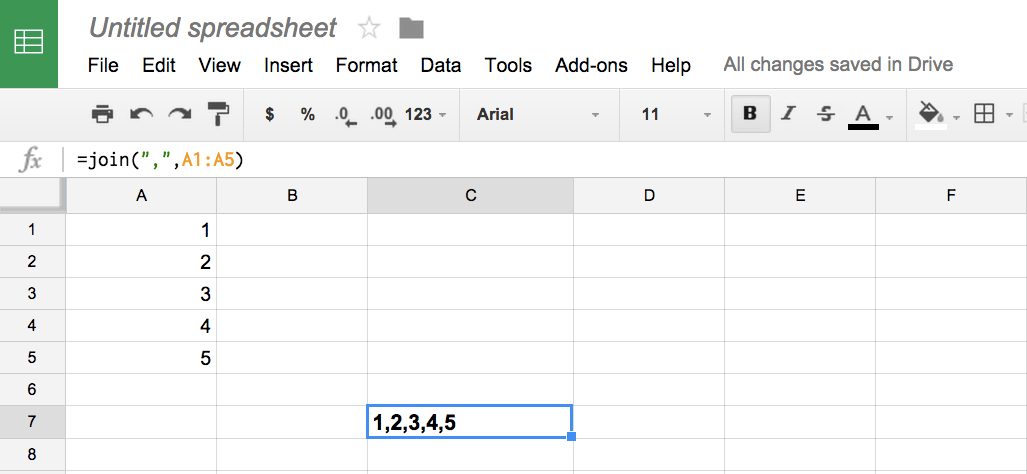 Untitled spreadsheet
File Edit View Insert Format Data Tools Add-ons Help All changes saved in Drive
$ % .0 .00 123 Arial 11 B I S A
fx =join(",",A1:A5)
A B C D E F
1 1
2 2
3 3
4 4
5 5
6
7 1,2,3,4,5
8